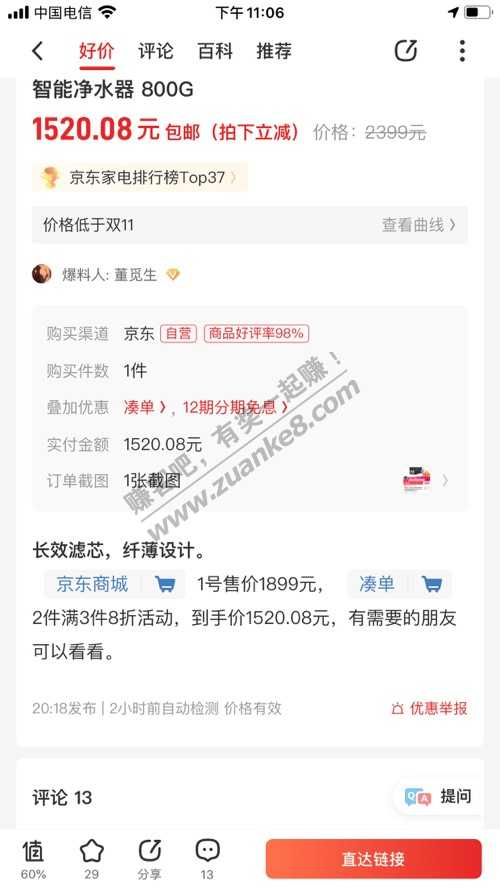 中国电信
下午11:06
好价 评论 百科 推荐
智能净水器 800G
1520.08元 包邮（拍下立减） 价格：2399元
京东家电排行榜Top37
价格低于双11 查看曲线
爆料人: 董觅生
购买渠道 京东 自营 商品好评率98%
购买件数 1件
叠加优惠 凑单，12期分期免息
实付金额 1520.08元
订单截图 1张截图
赚客吧，有奖一起赚！
www.zuanke8.com
长效滤芯，纤薄设计。
京东商城 1号售价1899元， 凑单
2件满3件8折活动，到手价1520.08元，有需要的朋友
可以看看。
20:18发布 | 2小时前自动检测 价格有效 优惠举报
评论 13
QA 提问
值 分享
60% 29 13
直达链接